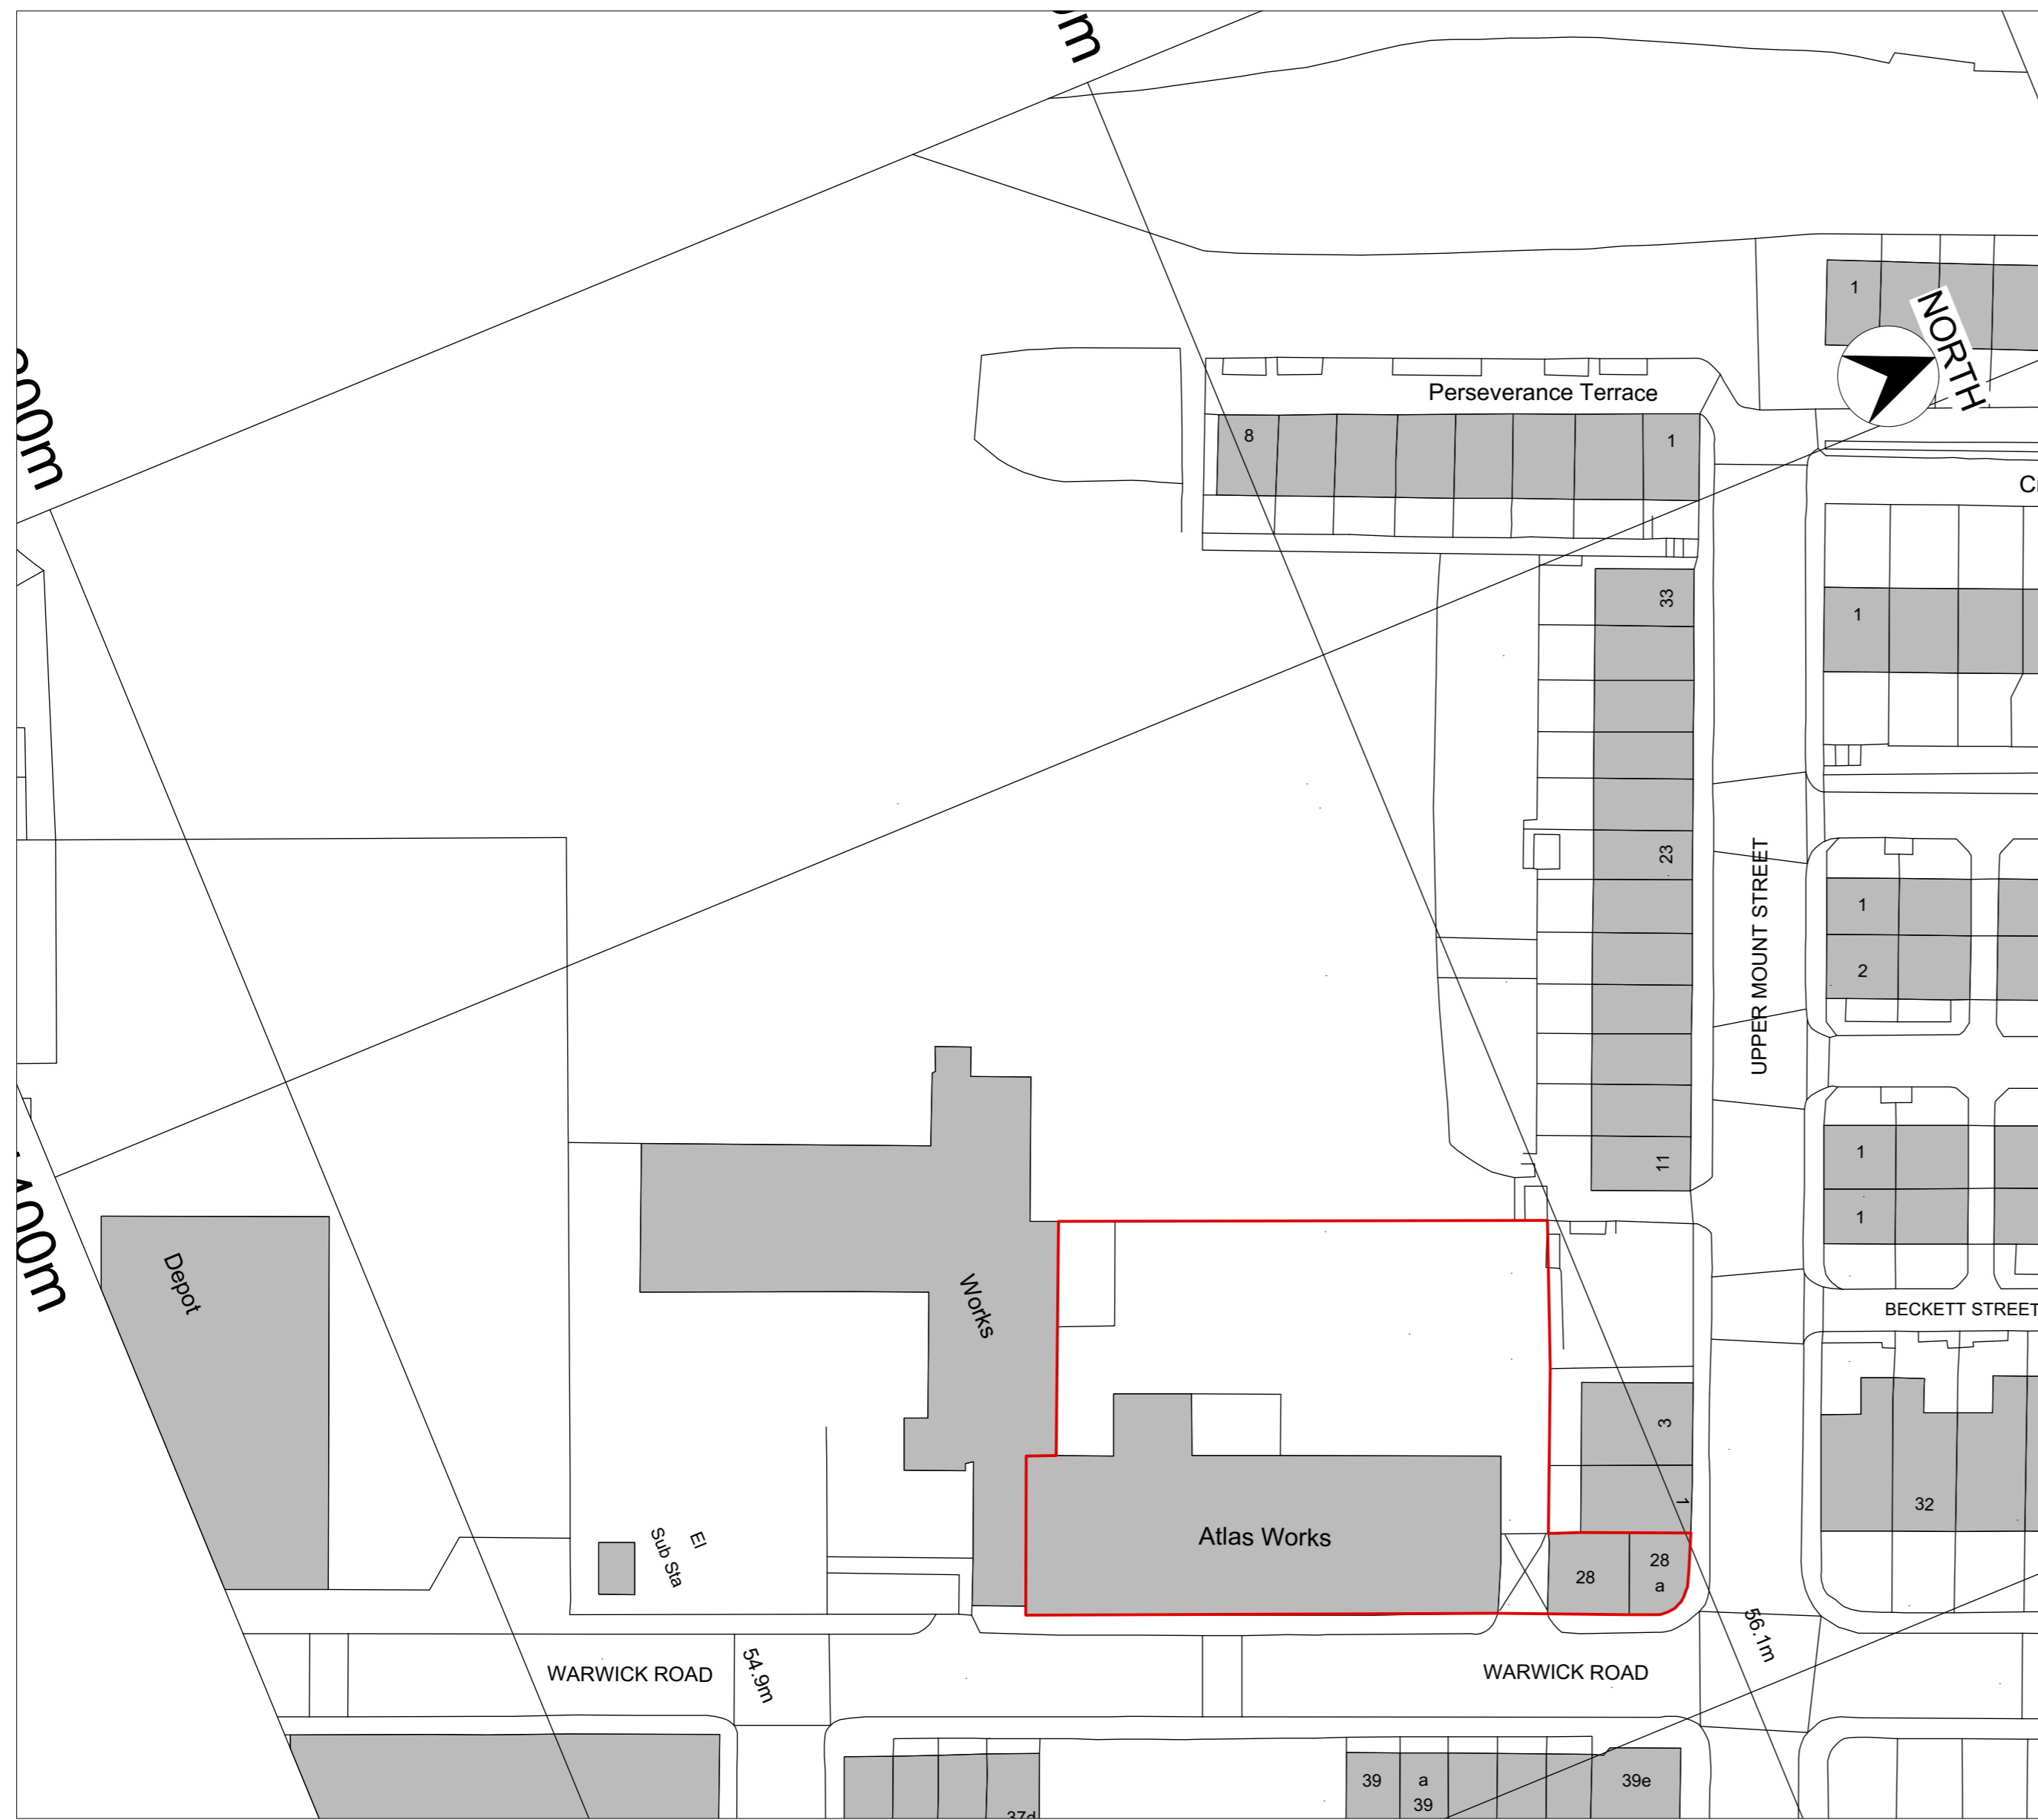 1
NORTH
Perseverance Terrace
8
1
33
1
23
UPPER MOUNT STREET
1
2
11
1
1
BECKETT STREET
Depot
Works
3
1
32
Atlas Works
28
28
a
El
Sub Sta
56.1m
WARWICK ROAD
54.9m
WARWICK ROAD
39
a
39
39e
37d